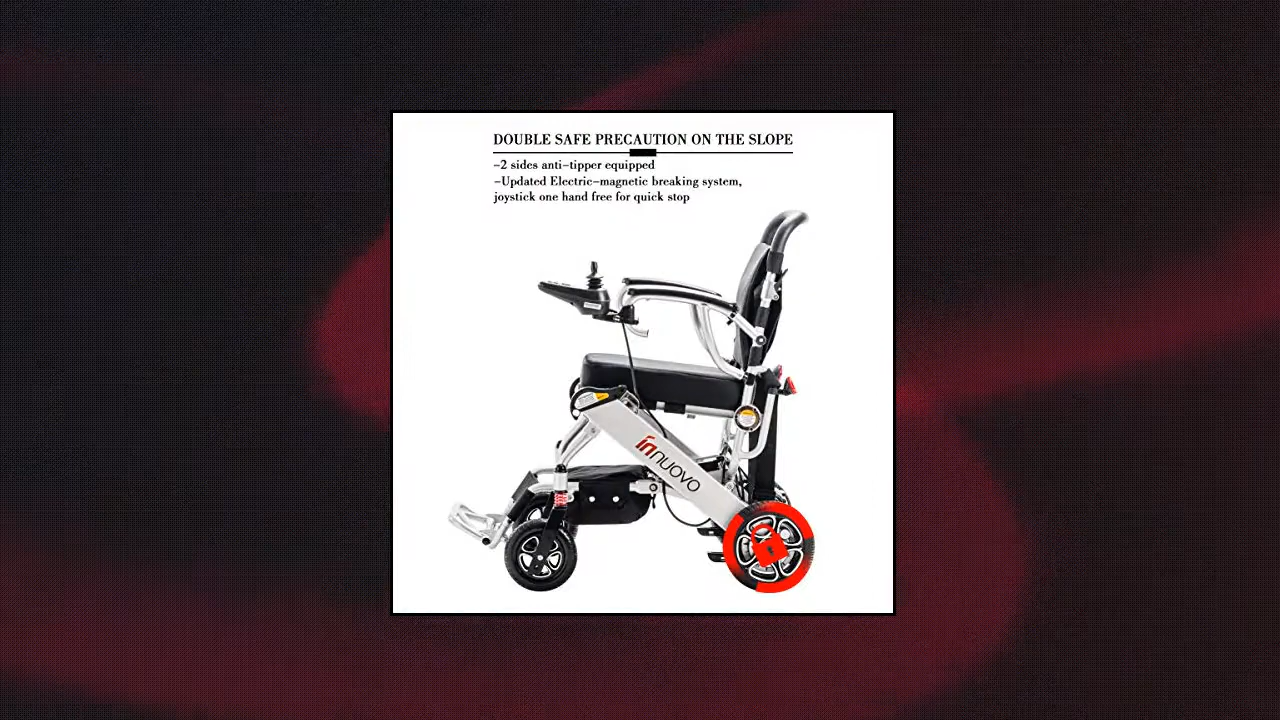 DOUBLE SAFE PRECAUTION ON THE SLOPE
–2 sides anti–tipper equipped
–Updated Electric–magnetic breaking system,
joystick one hand free for quick stop
innuovo